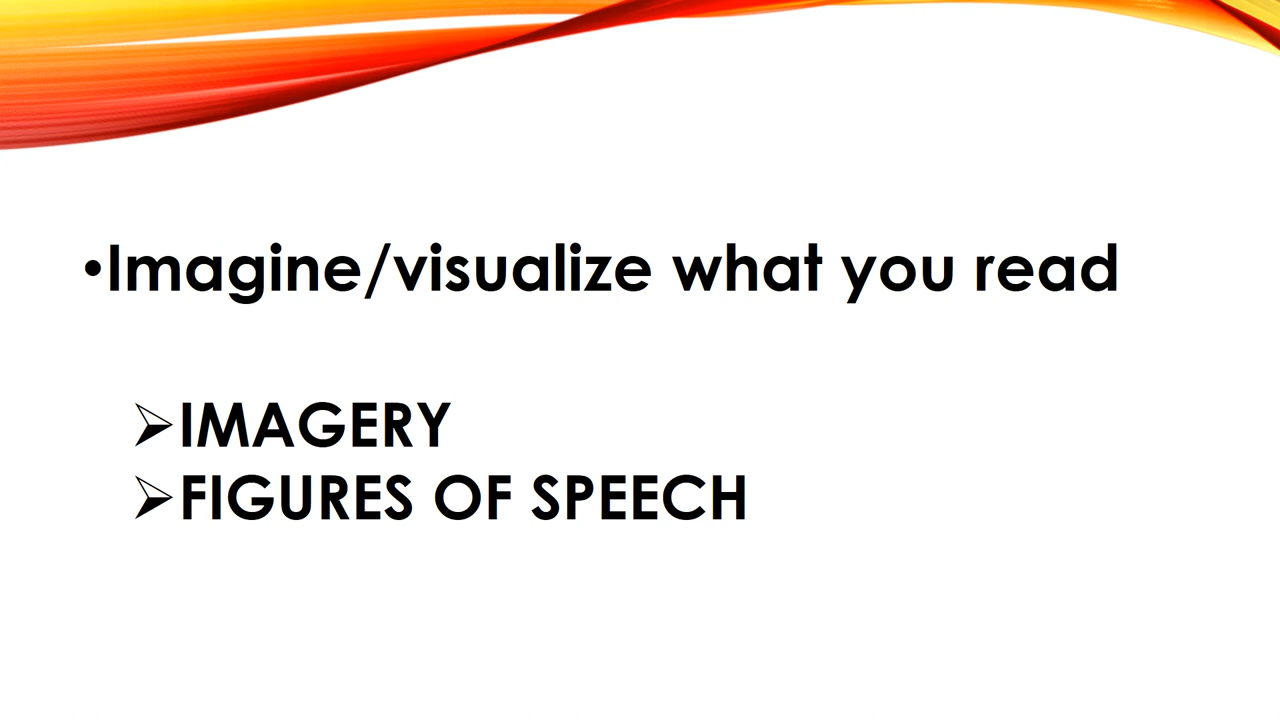 •Imagine/visualize what you read
➢IMAGERY
➢FIGURES OF SPEECH